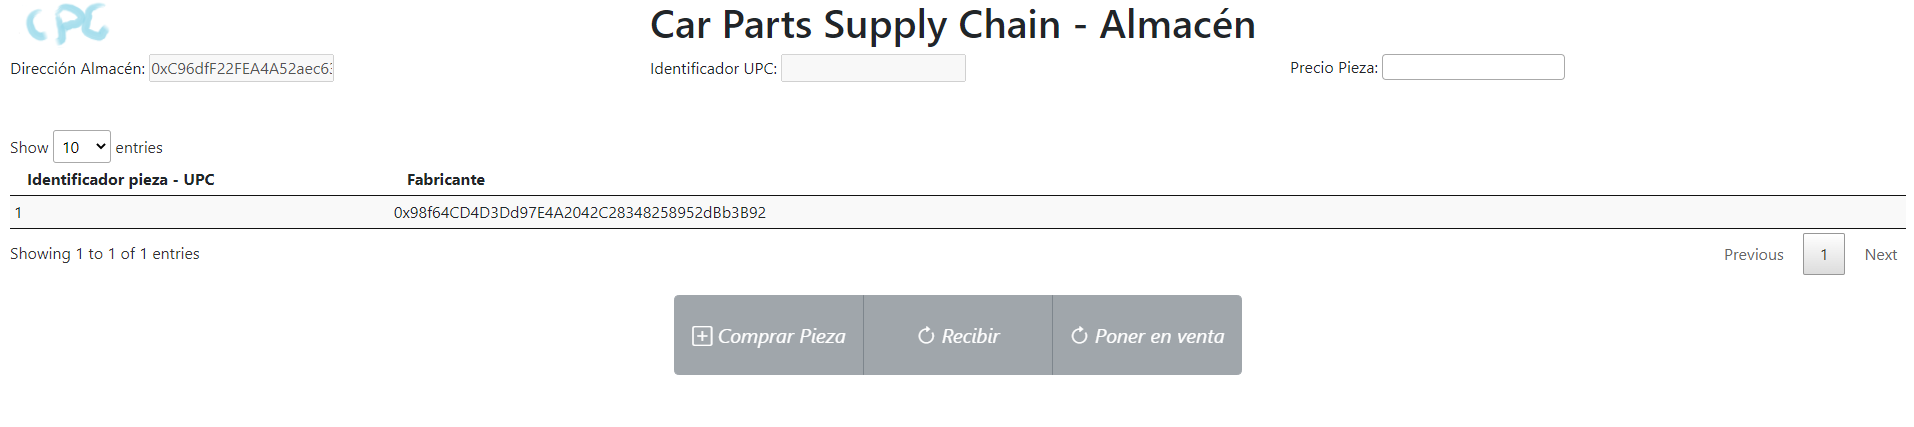 CPC
Car Parts Supply Chain - Almacén
Dirección Almacén: 0xC96dfF22FEA4A52aec63
Identificador UPC:
Precio Pieza:
Show 10 entries
Identificador pieza - UPC Fabricante
1 0x98f64CD4D3Dd97E4A2042C28348258952dBb3B92
Showing 1 to 1 of 1 entries
Previous 1 Next
Comprar Pieza Recibir Poner en venta